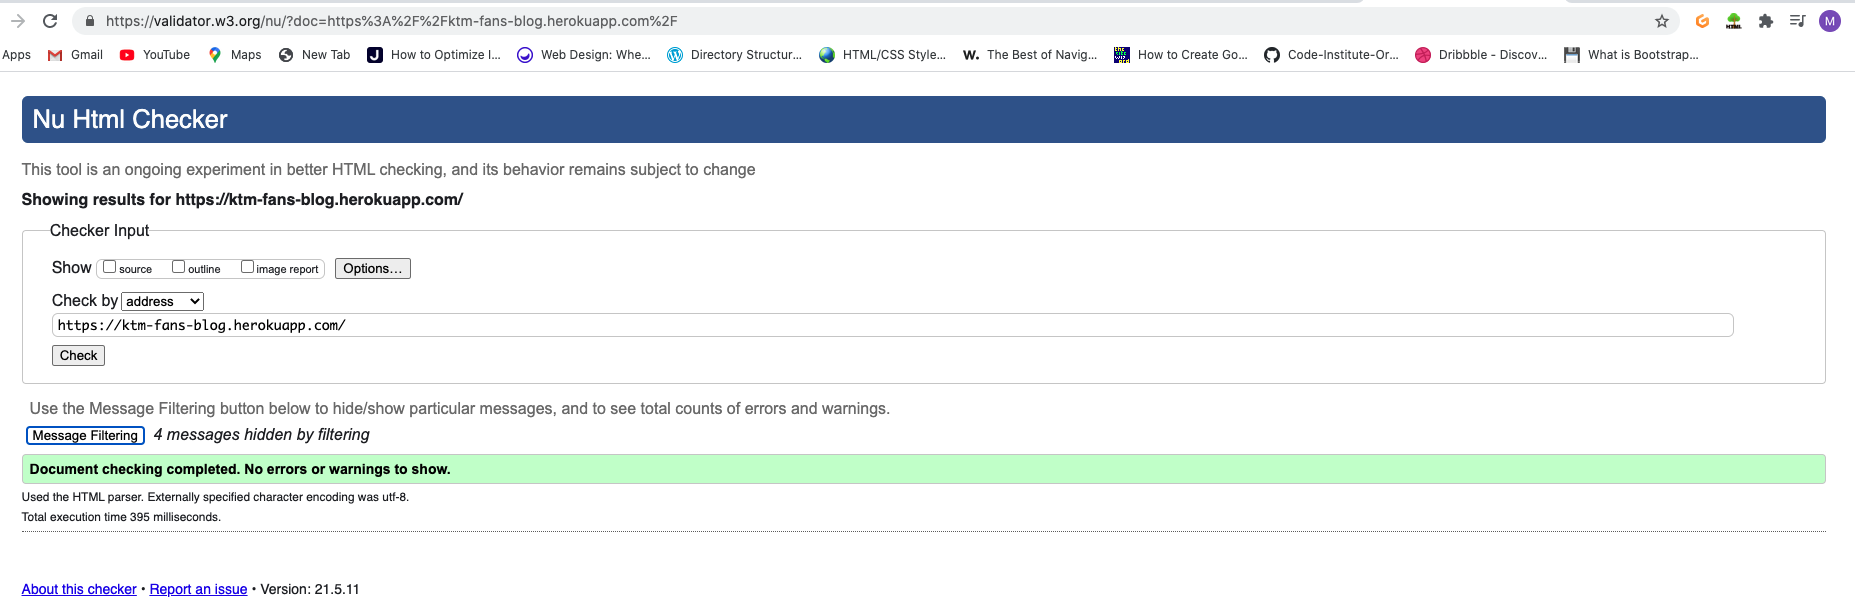 https://validator.w3.org/nu/?doc=https%3A%2F%2Fktm-fans-blog.herokuapp.com%2F M
Apps Gmail YouTube Maps New Tab How to Optimize I... Web Design: Whe... Directory Structur... HTML/CSS Style... W. The Best of Navig... How to Create Go... Code-Institute-Or... Dribbble - Discov... What is Bootstrap...
Nu Html Checker
This tool is an ongoing experiment in better HTML checking, and its behavior remains subject to change
Showing results for https://ktm-fans-blog.herokuapp.com/
Checker Input
Show source outline image report Options...
Check by address
https://ktm-fans-blog.herokuapp.com/
Check
Use the Message Filtering button below to hide/show particular messages, and to see total counts of errors and warnings.
Message Filtering 4 messages hidden by filtering
Document checking completed. No errors or warnings to show.
Used the HTML parser. Externally specified character encoding was utf-8.
Total execution time 395 milliseconds.
About this checker • Report an issue • Version: 21.5.11